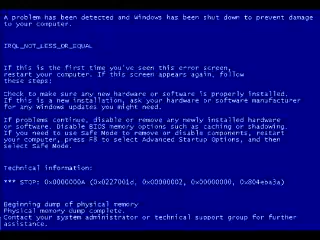 A problem has been detected and Windows has been shut down to prevent damage
to your computer.
IRQL_NOT_LESS_OR_EQUAL
If this is the first time you've seen this error screen,
restart your computer. If this screen appears again, follow
these steps:
Check to make sure any new hardware or software is properly installed.
If this is a new installation, ask your hardware or software manufacturer
for any Windows updates you might need.
If problems continue, disable or remove any newly installed hardware
or software. Disable BIOS memory options such as caching or shadowing.
If you need to use Safe Mode to remove or disable components, restart
your computer, press F8 to select Advanced Startup Options, and then
select Safe Mode.
Technical information:
*** STOP: 0x0000000A (0x0227001d, 0x00000002, 0x00000000, 0x804eba3a)
Beginning dump of physical memory
Physical memory dump complete.
Contact your system administrator or technical support group for further
assistance.